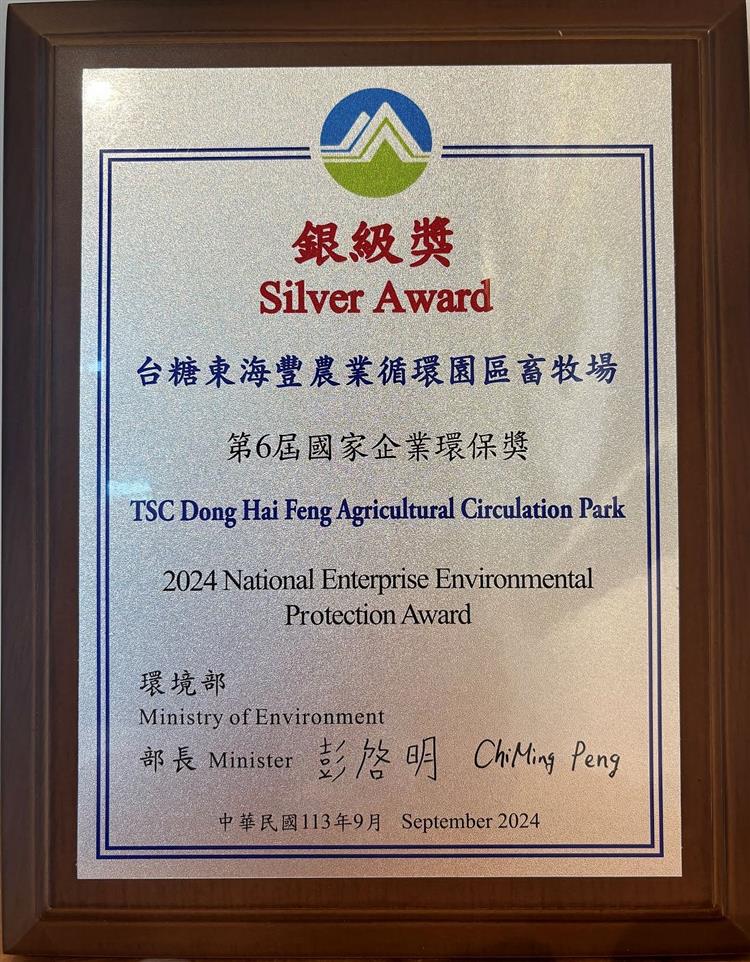 銀級獎
Silver Award
台糖東海豐農業循環園區畜牧場
第6屆國家企業環保獎
TSC Dong Hai Feng Agricultural Circulation Park
2024 National Enterprise Environmental
Protection Award
環境部
Ministry of Environment
部長 Minister 彭啓明 ChiMing Peng
中華民國113年9月 September 2024